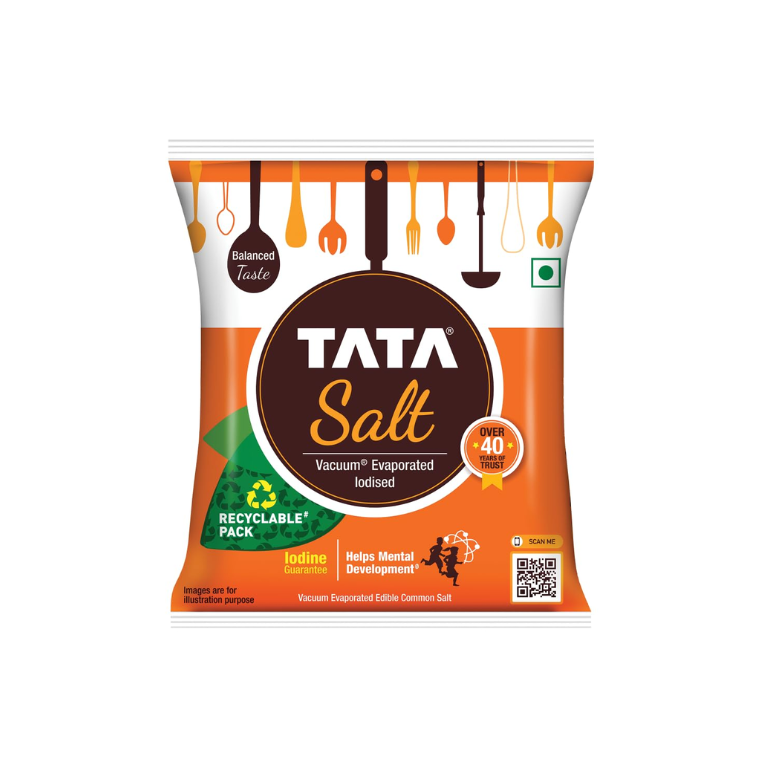 Balanced
Taste
TATA®
Salt
Vacuum® Evaporated
Iodised
OVER
40
YEARS OF
TRUST
RECYCLABLE#
PACK
Iodine
Guarantee
Helps Mental
Development⁰
SCAN ME
Images are for
illustration purpose
Vacuum Evaporated Edible Common Salt